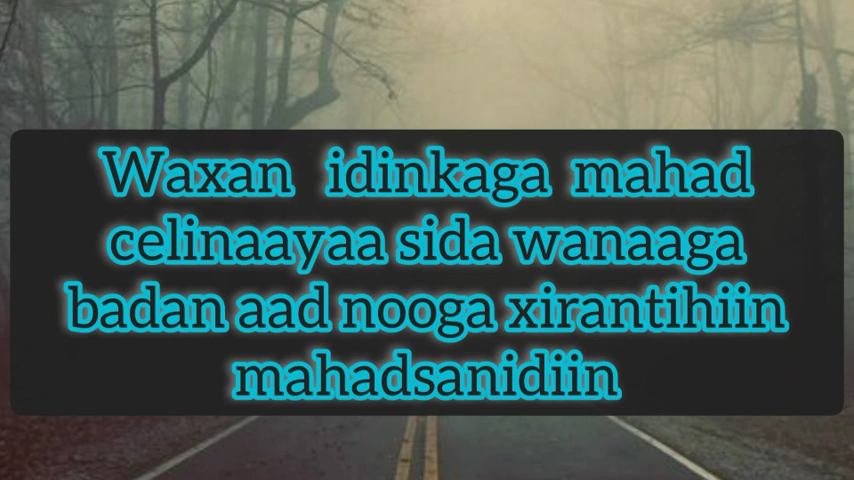 Waxan idinkaga mahad
celinaayaa sida wanaaga
badan aad nooga xirantihiin
mahadsanidiin